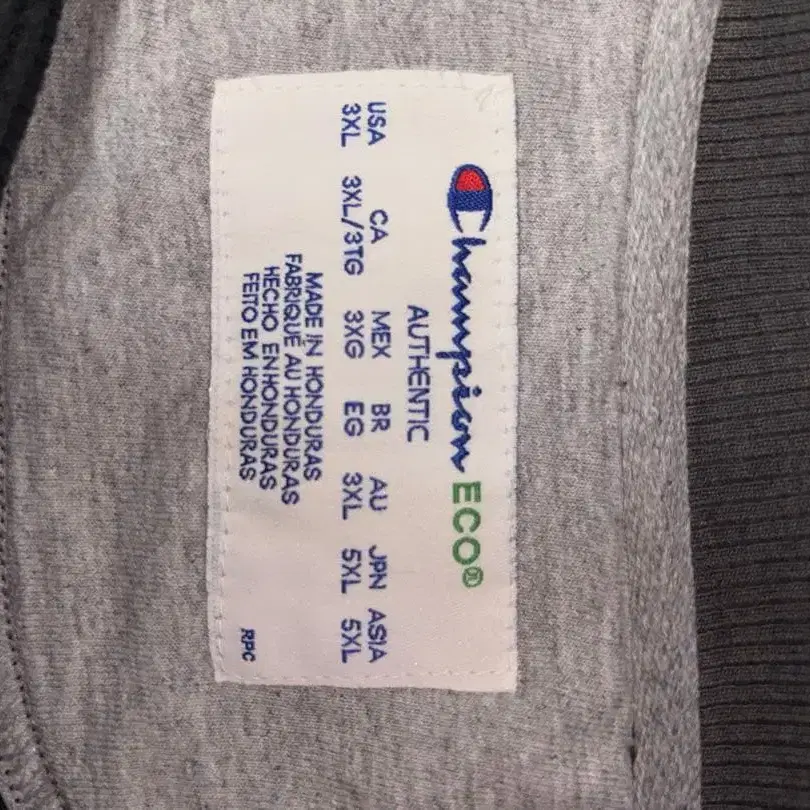 Champion ECO®
AUTHENTIC
USA CA MEX BR AU JPN ASIA
3XL 3XL/3TG 3XG EG 3XL 5XL 5XL
MADE IN HONDURAS
FABRIQUÉ AU HONDURAS
HECHO EN HONDURAS
FEITO EM HONDURAS
RPC